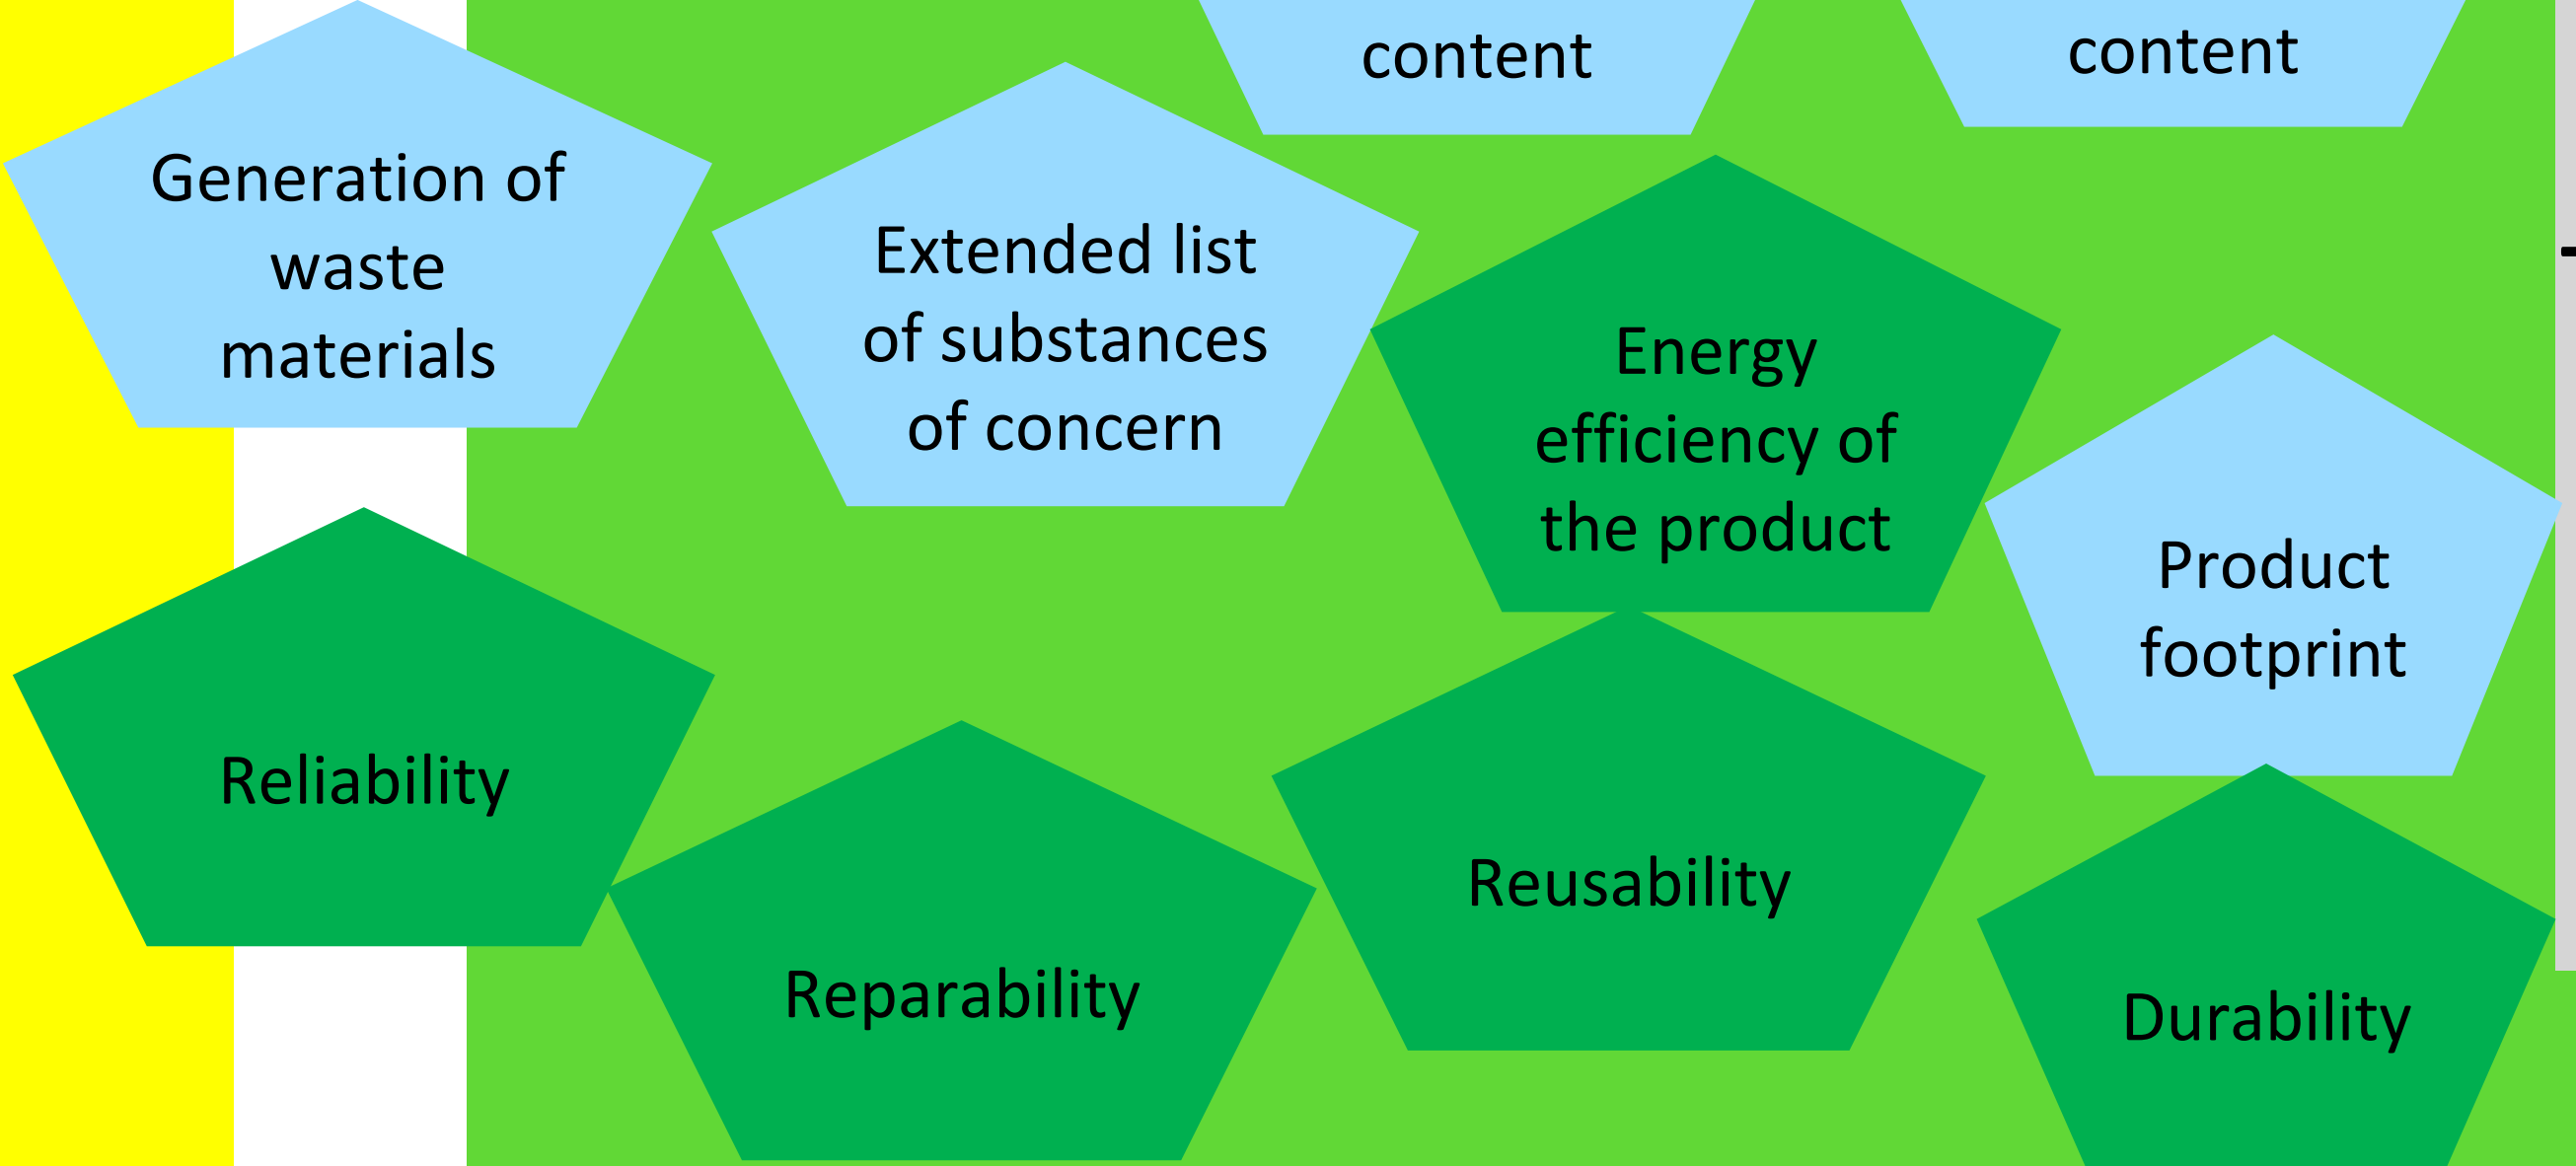 content
content
Generation of
waste
materials
Extended list
of substances
of concern
Energy
efficiency of
the product
Product
footprint
Reliability
Reusability
Reparability
Durability